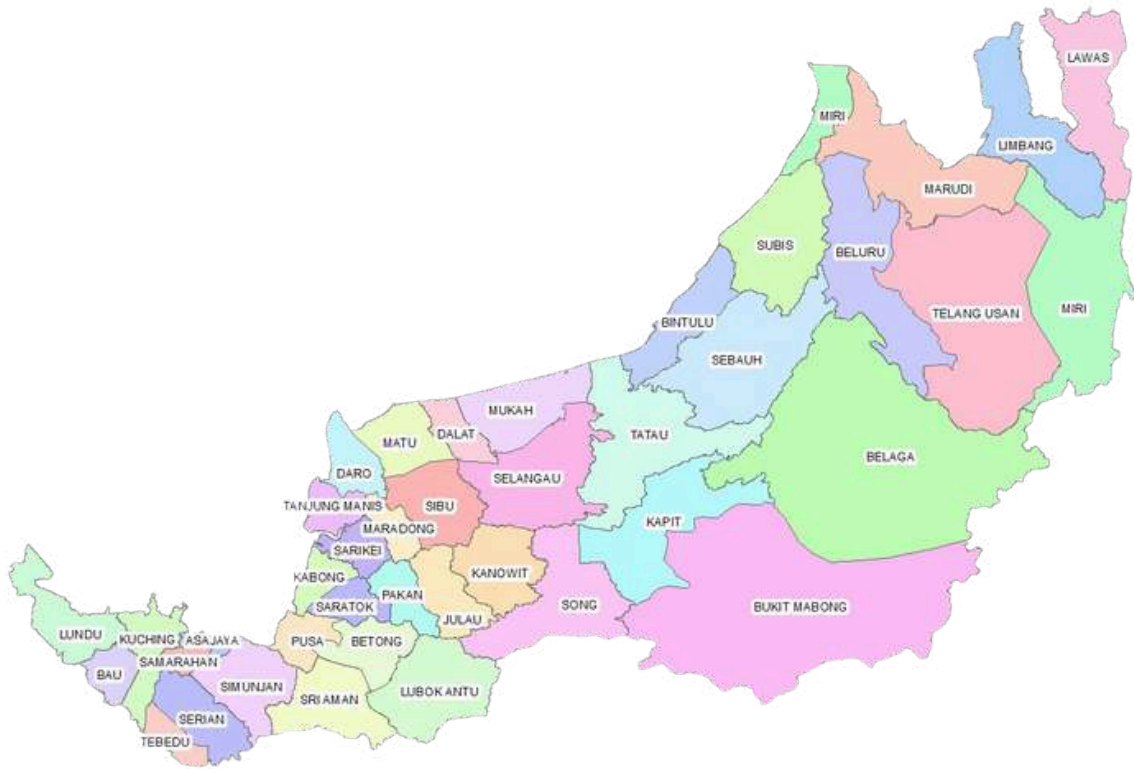 LAWAS
MIRI
LIMBANG
MARUDI
SUBIS
BELURU
TELANG USAN
MIRI
BINTULU
SEBAUH
MUKAH
DALAT
MATU
TATAU
BELAGA
DARO
SELANGAU
TANJUNG MANIS
SIBU
KAPIT
MARADONG
SARIKEI
KANOWIT
KABONG
PAKAN
SARATOK
SONG
BUKIT MABONG
JULAU
LUNDU
KUCHING
ASAJAYA
PUSA
BETONG
SAMARAHAN
BAU
SIMUNJAN
SRI AMAN
LUBOK ANTU
SERIAN
TEBEDU